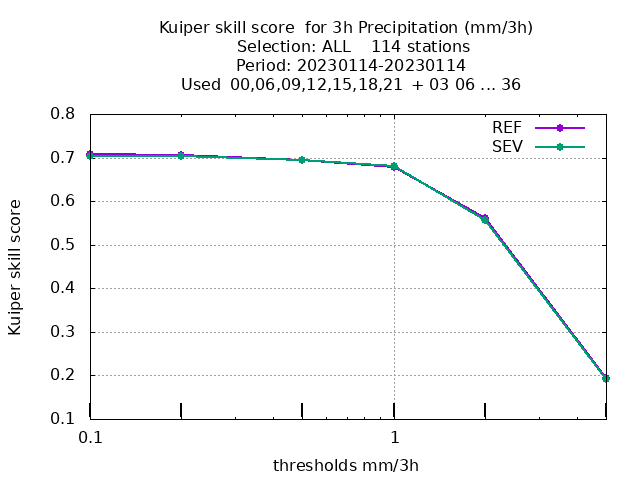 Kuiper skill score  for 3h Precipitation (mm/3h)
Selection: ALL    114 stations
Period: 20230114-20230114
Used  00,06,09,12,15,18,21  + 03 06 ... 36
REF
SEV
0.8
0.7
0.6
0.5
0.4
0.3
0.2
0.1
Kuiper skill score
0.1
1
thresholds mm/3h